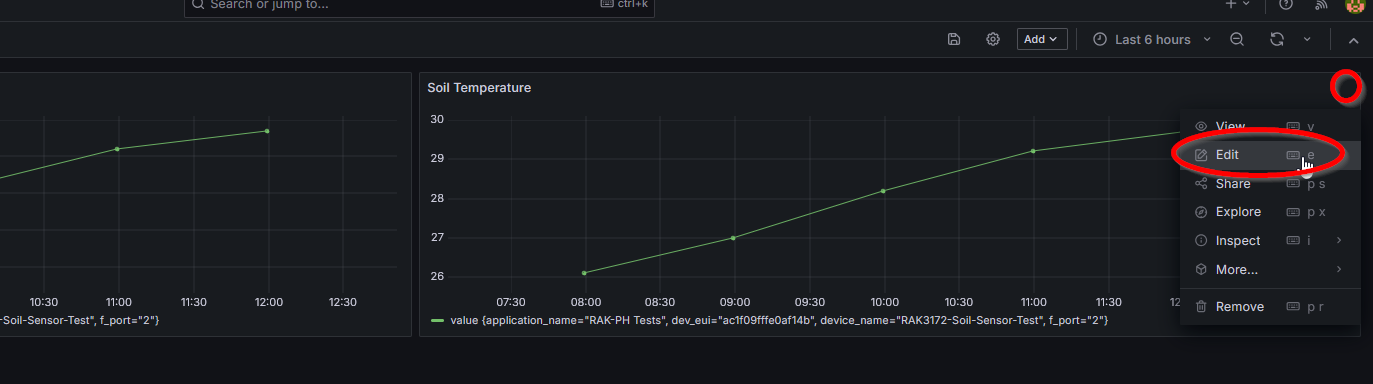 Search or jump to...
ctrl+k
Add
Last 6 hours
10:30 11:00 11:30 12:00 12:30
-Soil-Sensor-Test", f_port="2"}
Soil Temperature
30
29
28
27
26
07:30 08:00 08:30 09:00 09:30 10:00 10:30 11:00 11:30 12
value {application_name="RAK-PH Tests", dev_eui="ac1f09fffe0af14b", device_name="RAK3172-Soil-Sensor-Test", f_port="2"}
View v
Edit e
Share p s
Explore p x
Inspect i
More...
Remove p r